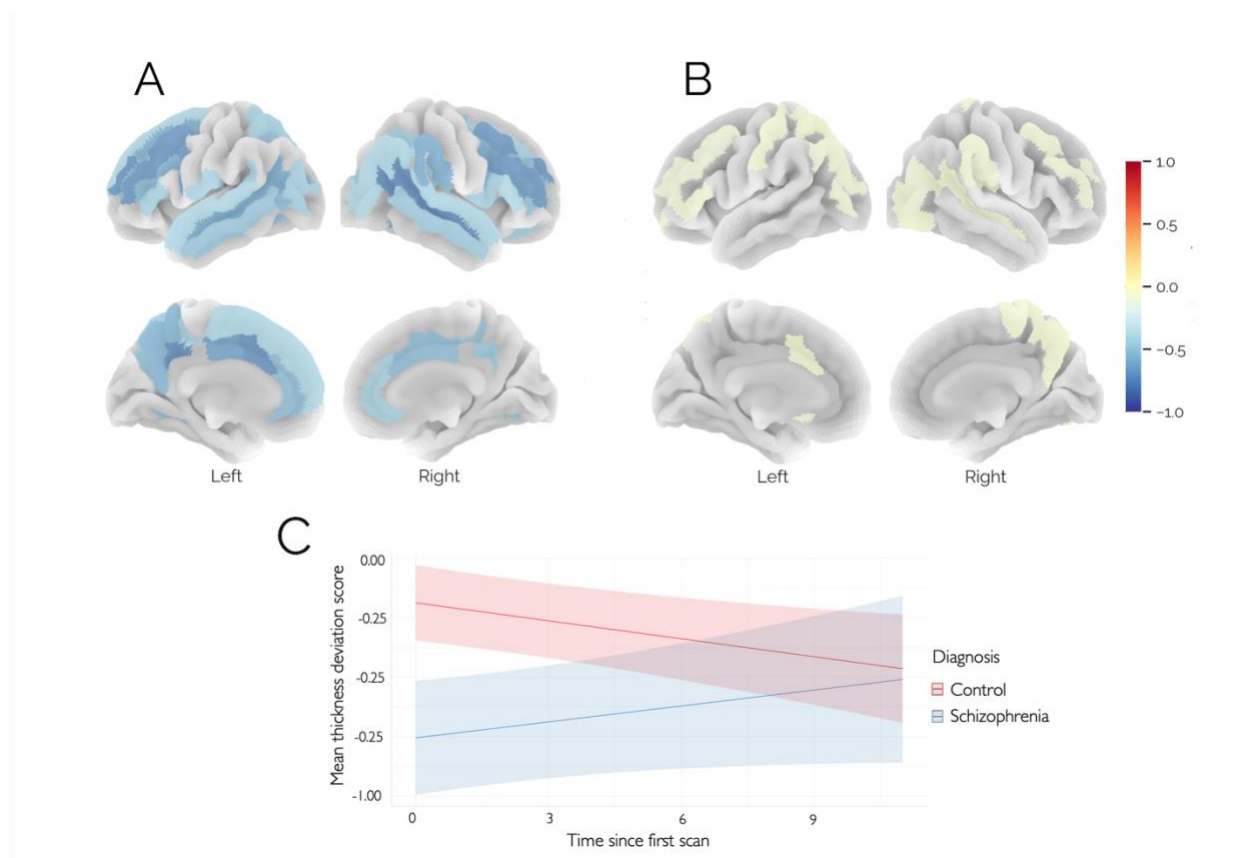 A
B
1.0
0.5
0.0
−0.5
−1.0
Left
Right
Left
Right
C
Mean thickness deviation score
0.00
-0.25
-0.25
-0.25
-1.00
0
3
6
9
Time since first scan
Diagnosis
Control
Schizophrenia